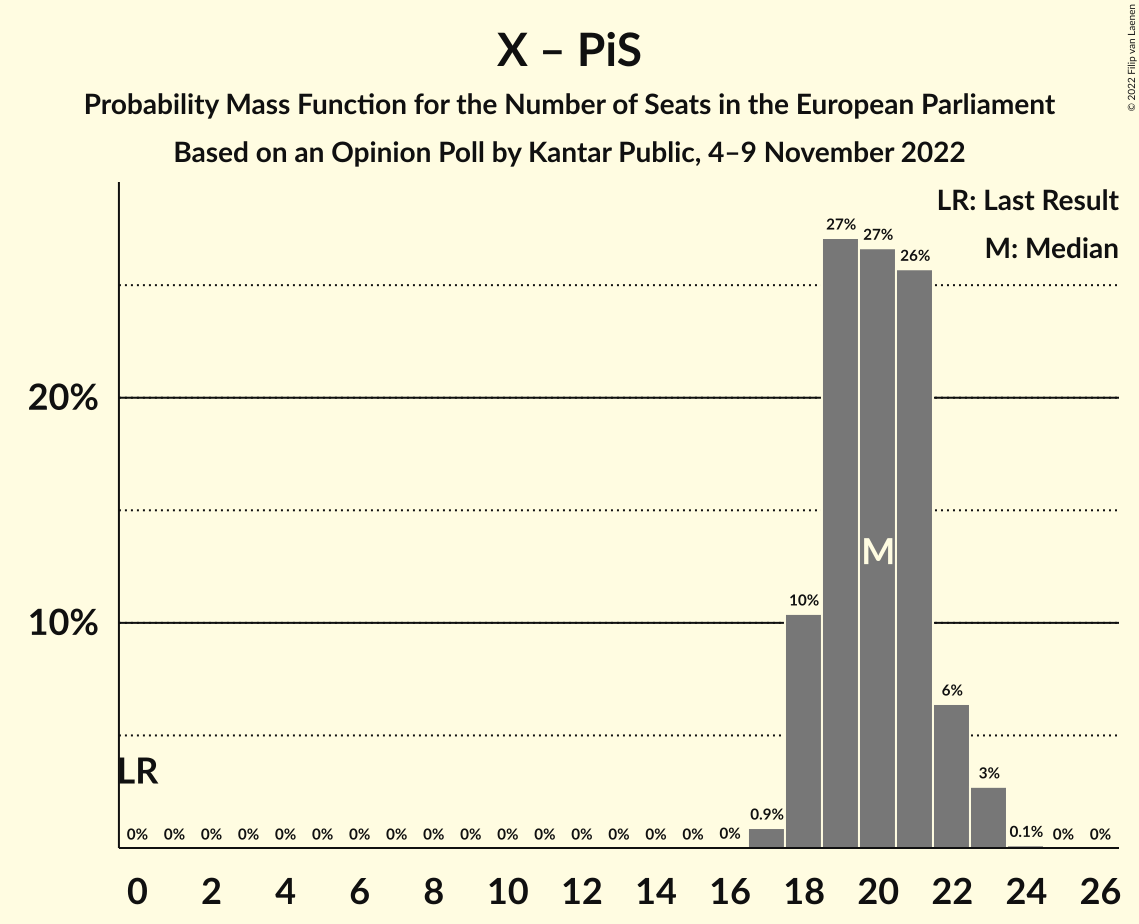 X – PiS
Probability Mass Function for the Number of Seats in the European Parliament
Based on an Opinion Poll by Kantar Public, 4–9 November 2022
© 2022 Filip van Laenen
LR: Last Result
M: Median
27% 27% 26%
20%
M
10%
10%
6%
LR
3%
0% 0% 0% 0% 0% 0% 0% 0% 0% 0% 0% 0% 0% 0% 0% 0% 0% 0.9% 0.1% 0% 0%
0 2 4 6 8 10 12 14 16 18 20 22 24 26